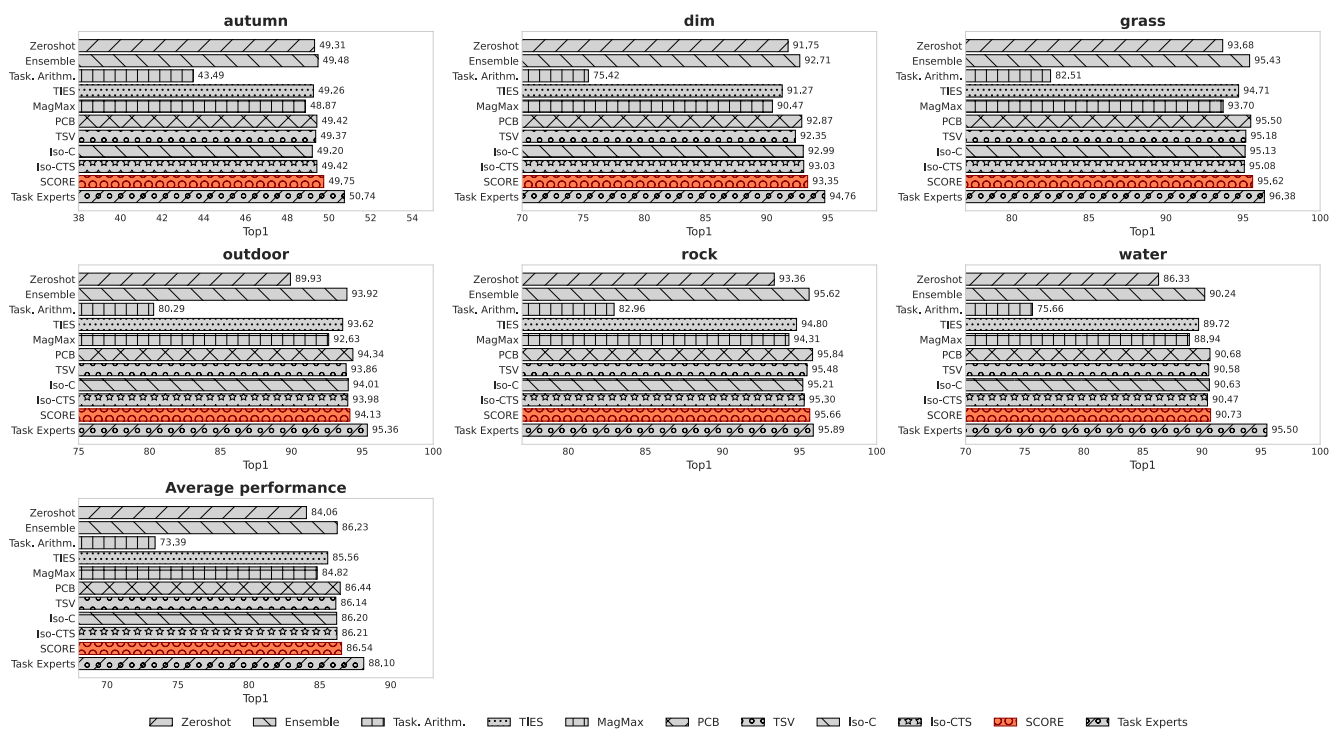 autumn
Zeroshot 49,31
Ensemble 49,48
Task. Arithm. 43,49
TIES 49,26
MagMax 48,87
PCB 49,42
TSV 49,37
Iso-C 49,20
Iso-CTS 49,42
SCORE 49,75
Task Experts 50,74
38 40 42 44 46 48 50 52 54
Top1
dim
Zeroshot 91,75
Ensemble 92,71
Task. Arithm. 75,42
TIES 91,27
MagMax 90,47
PCB 92,87
TSV 92,35
Iso-C 92,99
Iso-CTS 93,03
SCORE 93,35
Task Experts 94,76
70 75 80 85 90 95
Top1
grass
Zeroshot 93,68
Ensemble 95,43
Task. Arithm. 82,51
TIES 94,71
MagMax 93,70
PCB 95,50
TSV 95,18
Iso-C 95,13
Iso-CTS 95,08
SCORE 95,62
Task Experts 96,38
80 85 90 95 100
Top1
outdoor
Zeroshot 89,93
Ensemble 93,92
Task. Arithm. 80,29
TIES 93,62
MagMax 92,63
PCB 94,34
TSV 93,86
Iso-C 94,01
Iso-CTS 93,98
SCORE 94,13
Task Experts 95,36
75 80 85 90 95 100
Top1
rock
Zeroshot 93,36
Ensemble 95,62
Task. Arithm. 82,96
TIES 94,80
MagMax 94,31
PCB 95,84
TSV 95,48
Iso-C 95,21
Iso-CTS 95,30
SCORE 95,66
Task Experts 95,89
80 85 90 95 100
Top1
water
Zeroshot 86,33
Ensemble 90,24
Task. Arithm. 75,66
TIES 89,72
MagMax 88,94
PCB 90,68
TSV 90,58
Iso-C 90,63
Iso-CTS 90,47
SCORE 90,73
Task Experts 95,50
70 75 80 85 90 95 100
Top1
Average performance
Zeroshot 84,06
Ensemble 86,23
Task. Arithm. 73,39
TIES 85,56
MagMax 84,82
PCB 86,44
TSV 86,14
Iso-C 86,20
Iso-CTS 86,21
SCORE 86,54
Task Experts 88,10
70 75 80 85 90
Top1
Zeroshot Ensemble Task. Arithm. TIES MagMax PCB TSV Iso-C Iso-CTS SCORE Task Experts